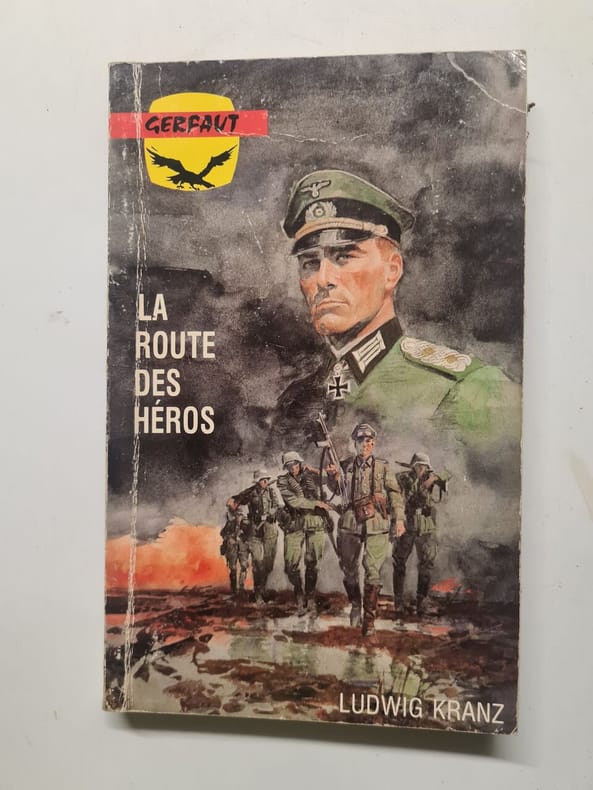 GERFAUT
LA
ROUTE
DES
HÉROS
LUDWIG KRANZ